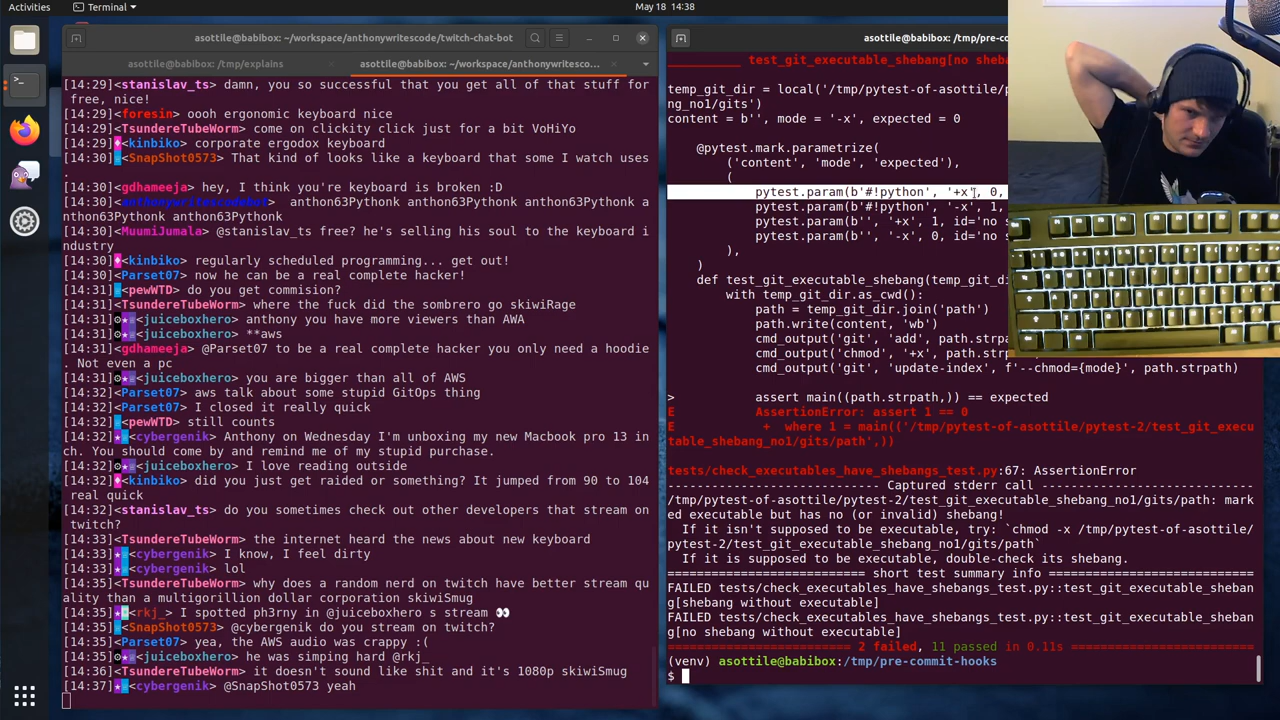 Activities
Terminal
May 18 14:38
asottile@babibox: ~/workspace/anthonywritescode/twitch-chat-bot
asottile@babibox: /tmp/explains
asottile@babibox: ~/workspace/anthonywritesco...
[14:29]<stanislav_ts> damn, you so successful that you get all of that stuff for
free, nice!
[14:29]<foresin> oooh ergonomic keyboard nice
[14:29]<TsundereTubeWorm> come on clickity click just for a bit VoHiYo
[14:29]<kinbiko> corporate ergodox keyboard
[14:30]<SnapShot0573> That kind of looks like a keyboard that some I watch uses
.
[14:30]<gdhameeja> hey, I think you're keyboard is broken :D
[14:30]<anthonywritescodebot> anthon63Pythonk anthon63Pythonk anthon63Pythonk a
nthon63Pythonk anthon63Pythonk
[14:30]<MuumiJumala> @stanislav_ts free? he's selling his soul to the keyboard i
ndustry
[14:30]<kinbiko> regularly scheduled programming... get out!
[14:30]<Parset07> now he can be a real complete hacker!
[14:31]<pewWTD> do you get commision?
[14:31]<TsundereTubeWorm> where the fuck did the sombrero go skiwiRage
[14:31]<juiceboxhero> anthony you have more viewers than AWA
[14:31]<juiceboxhero> **aws
[14:31]<gdhameeja> @Parset07 to be a real complete hacker you only need a hoodie
. Not even a pc
[14:31]<juiceboxhero> you are bigger than all of AWS
[14:32]<Parset07> aws talk about some stupid GitOps thing
[14:32]<Parset07> I closed it really quick
[14:32]<pewWTD> still counts
[14:32]<cybergenik> Anthony on Wednesday I'm unboxing my new Macbook pro 13 in
ch. You should come by and remind me of my stupid purchase.
[14:32]<juiceboxhero> I love reading outside
[14:32]<kinbiko> did you just get raided or something? It jumped from 90 to 104
real quick
[14:32]<stanislav_ts> do you sometimes check out other developers that stream on
twitch?
[14:33]<TsundereTubeWorm> the internet heard the news about new keyboard
[14:33]<cybergenik> I know, I feel dirty
[14:33]<cybergenik> lol
[14:35]<TsundereTubeWorm> why does a random nerd on twitch have better stream qu
ality than a multigorillion dollar corporation skiwiSmug
[14:35]<rkj_> I spotted ph3rny in @juiceboxhero s stream 👀
[14:35]<SnapShot0573> @cybergenik do you stream on twitch?
[14:35]<Parset07> yea, the AWS audio was crappy :(
[14:35]<juiceboxhero> he was simping hard @rkj_
[14:36]<TsundereTubeWorm> it doesn't sound like shit and it's 1080p skiwiSmug
[14:37]<cybergenik> @SnapShot0573 yeah
asottile@babibox: /tmp/pre-co
_________ test_git_executable_shebang[no sheba
temp_git_dir = local('/tmp/pytest-of-asottile/p
ng_no1/gits')
content = b'', mode = '-x', expected = 0
@pytest.mark.parametrize(
('content', 'mode', 'expected'),
(
pytest.param(b'#!python', '+x', 0,
pytest.param(b'#!python', '-x', 1,
pytest.param(b'', '+x', 1, id='no s
pytest.param(b'', '-x', 0, id='no s
),
)
def test_git_executable_shebang(temp_git_di
with temp_git_dir.as_cwd():
path = temp_git_dir.join('path')
path.write(content, 'wb')
cmd_output('git', 'add', path.strpa
cmd_output('chmod', '+x', path.strp
cmd_output('git', 'update-index', f'--chmod={mode}', path.strpath)
> assert main((path.strpath,)) == expected
E AssertionError: assert 1 == 0
E + where 1 = main(('/tmp/pytest-of-asottile/pytest-2/test_git_execu
table_shebang_no1/gits/path',))
tests/check_executables_have_shebangs_test.py:67: AssertionError
---------------------------- Captured stderr call -----------------------------
/tmp/pytest-of-asottile/pytest-2/test_git_executable_shebang_no1/gits/path: mark
ed executable but has no (or invalid) shebang!
If it isn't supposed to be executable, try: `chmod -x /tmp/pytest-of-asottile/
pytest-2/test_git_executable_shebang_no1/gits/path`
If it is supposed to be executable, double-check its shebang.
=========================== short test summary info ============================
FAILED tests/check_executables_have_shebangs_test.py::test_git_executable_sheban
g[shebang without executable]
FAILED tests/check_executables_have_shebangs_test.py::test_git_executable_sheban
g[no shebang without executable]
========================= 2 failed, 11 passed in 0.11s =========================
(venv) asottile@babibox:/tmp/pre-commit-hooks
$